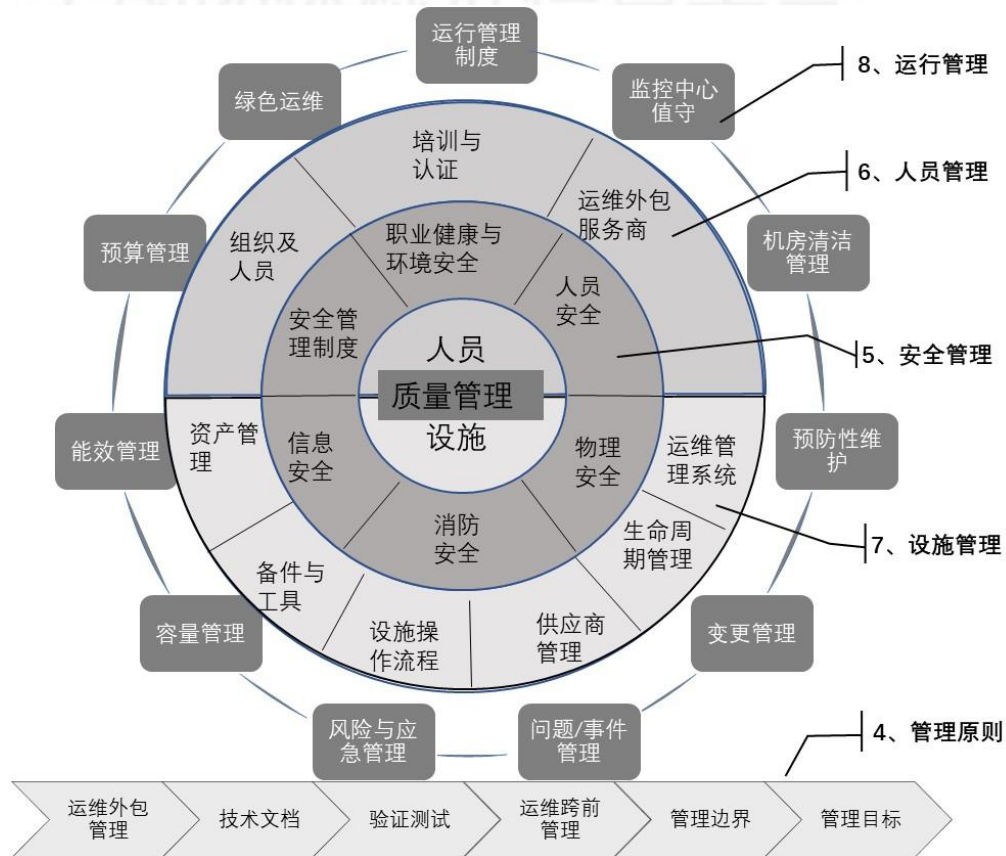 运行管理
制度
8、运行管理
绿色运维
监控中心
值守
培训与
认证
6、人员管理
运维外包
服务商
预算管理
组织及
人员
职业健康与
环境安全
机房清洁
管理
人员
安全
安全管
理制度
人员
5、安全管理
质量管理
设施
资产管
理
信息
安全
物理
安全
运维管
理系统
能效管理
预防性维
护
消防
安全
生命周
期管理
7、设施管理
备件与
工具
容量管理
设施操
作流程
供应商
管理
变更管理
风险与应
急管理
问题/事件
管理
4、管理原则
运维外包
管理
技术文档
验证测试
运维跨前
管理
管理边界
管理目标